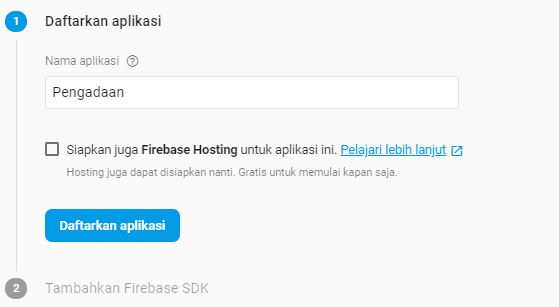 1 Daftarkan aplikasi
Nama aplikasi ?
Pengadaan
Siapkan juga Firebase Hosting untuk aplikasi ini. Pelajari lebih lanjut
Hosting juga dapat disiapkan nanti. Gratis untuk memulai kapan saja.
Daftarkan aplikasi
2 Tambahkan Firebase SDK